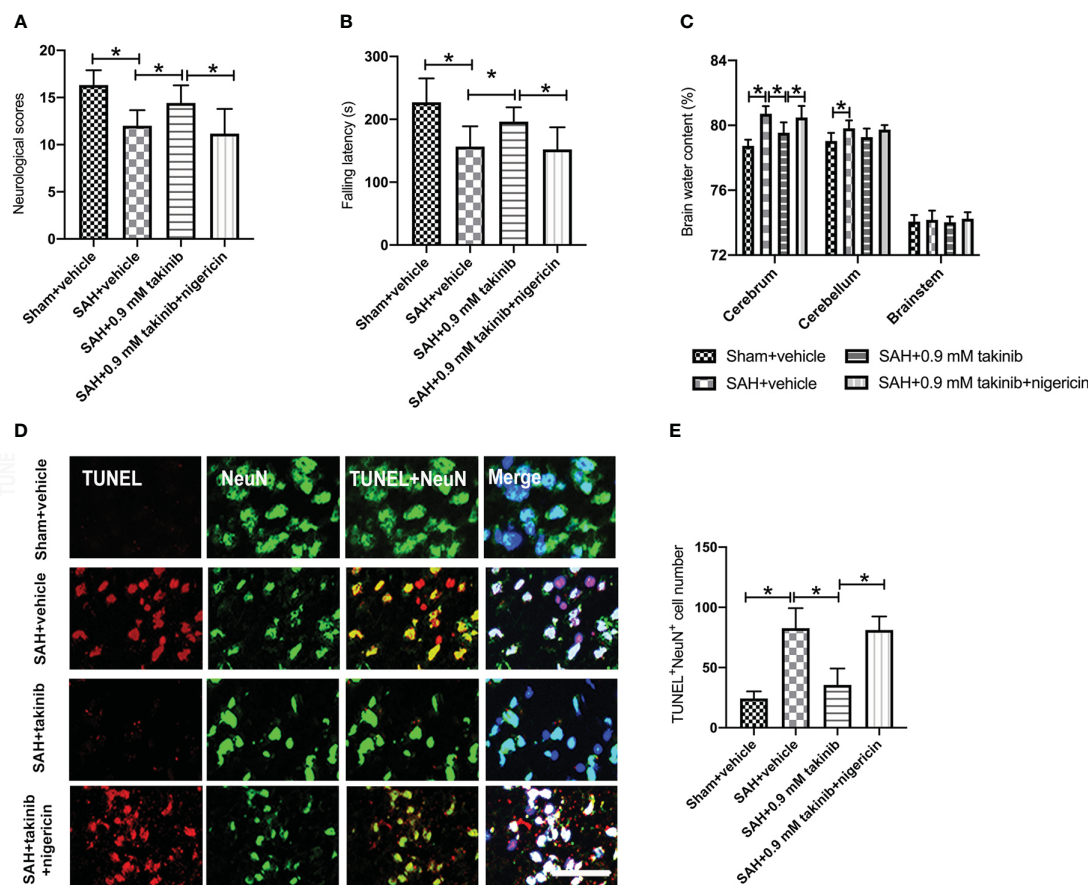 A
Neurological scores
20
15
10
5
0
*
*
*
Sham+vehicle
SAH+vehicle
SAH+0.9 mM takinib
SAH+0.9 mM takinib+nigericin
B
Falling latency (s)
300
200
100
0
*
*
*
Sham+vehicle
SAH+vehicle
SAH+0.9 mM takinib
SAH+0.9 mM takinib+nigericin
C
Brain water content (%)
84
80
76
72
*
*
*
*
Cerebrum
Cerebellum
Brainstem
Sham+vehicle
SAH+0.9 mM takinib
SAH+vehicle
SAH+0.9 mM takinib+nigericin
D
TUNE
TUNEL
NeuN
TUNEL+NeuN
Merge
Sham+vehicle
SAH+vehicle
SAH+takinib
SAH+takinib
+nigericin
E
TUNEL⁺NeuN⁺ cell number
150
100
50
0
*
*
*
Sham+vehicle
SAH+vehicle
SAH+0.9 mM takinib
SAH+0.9 mM takinib+nigericin